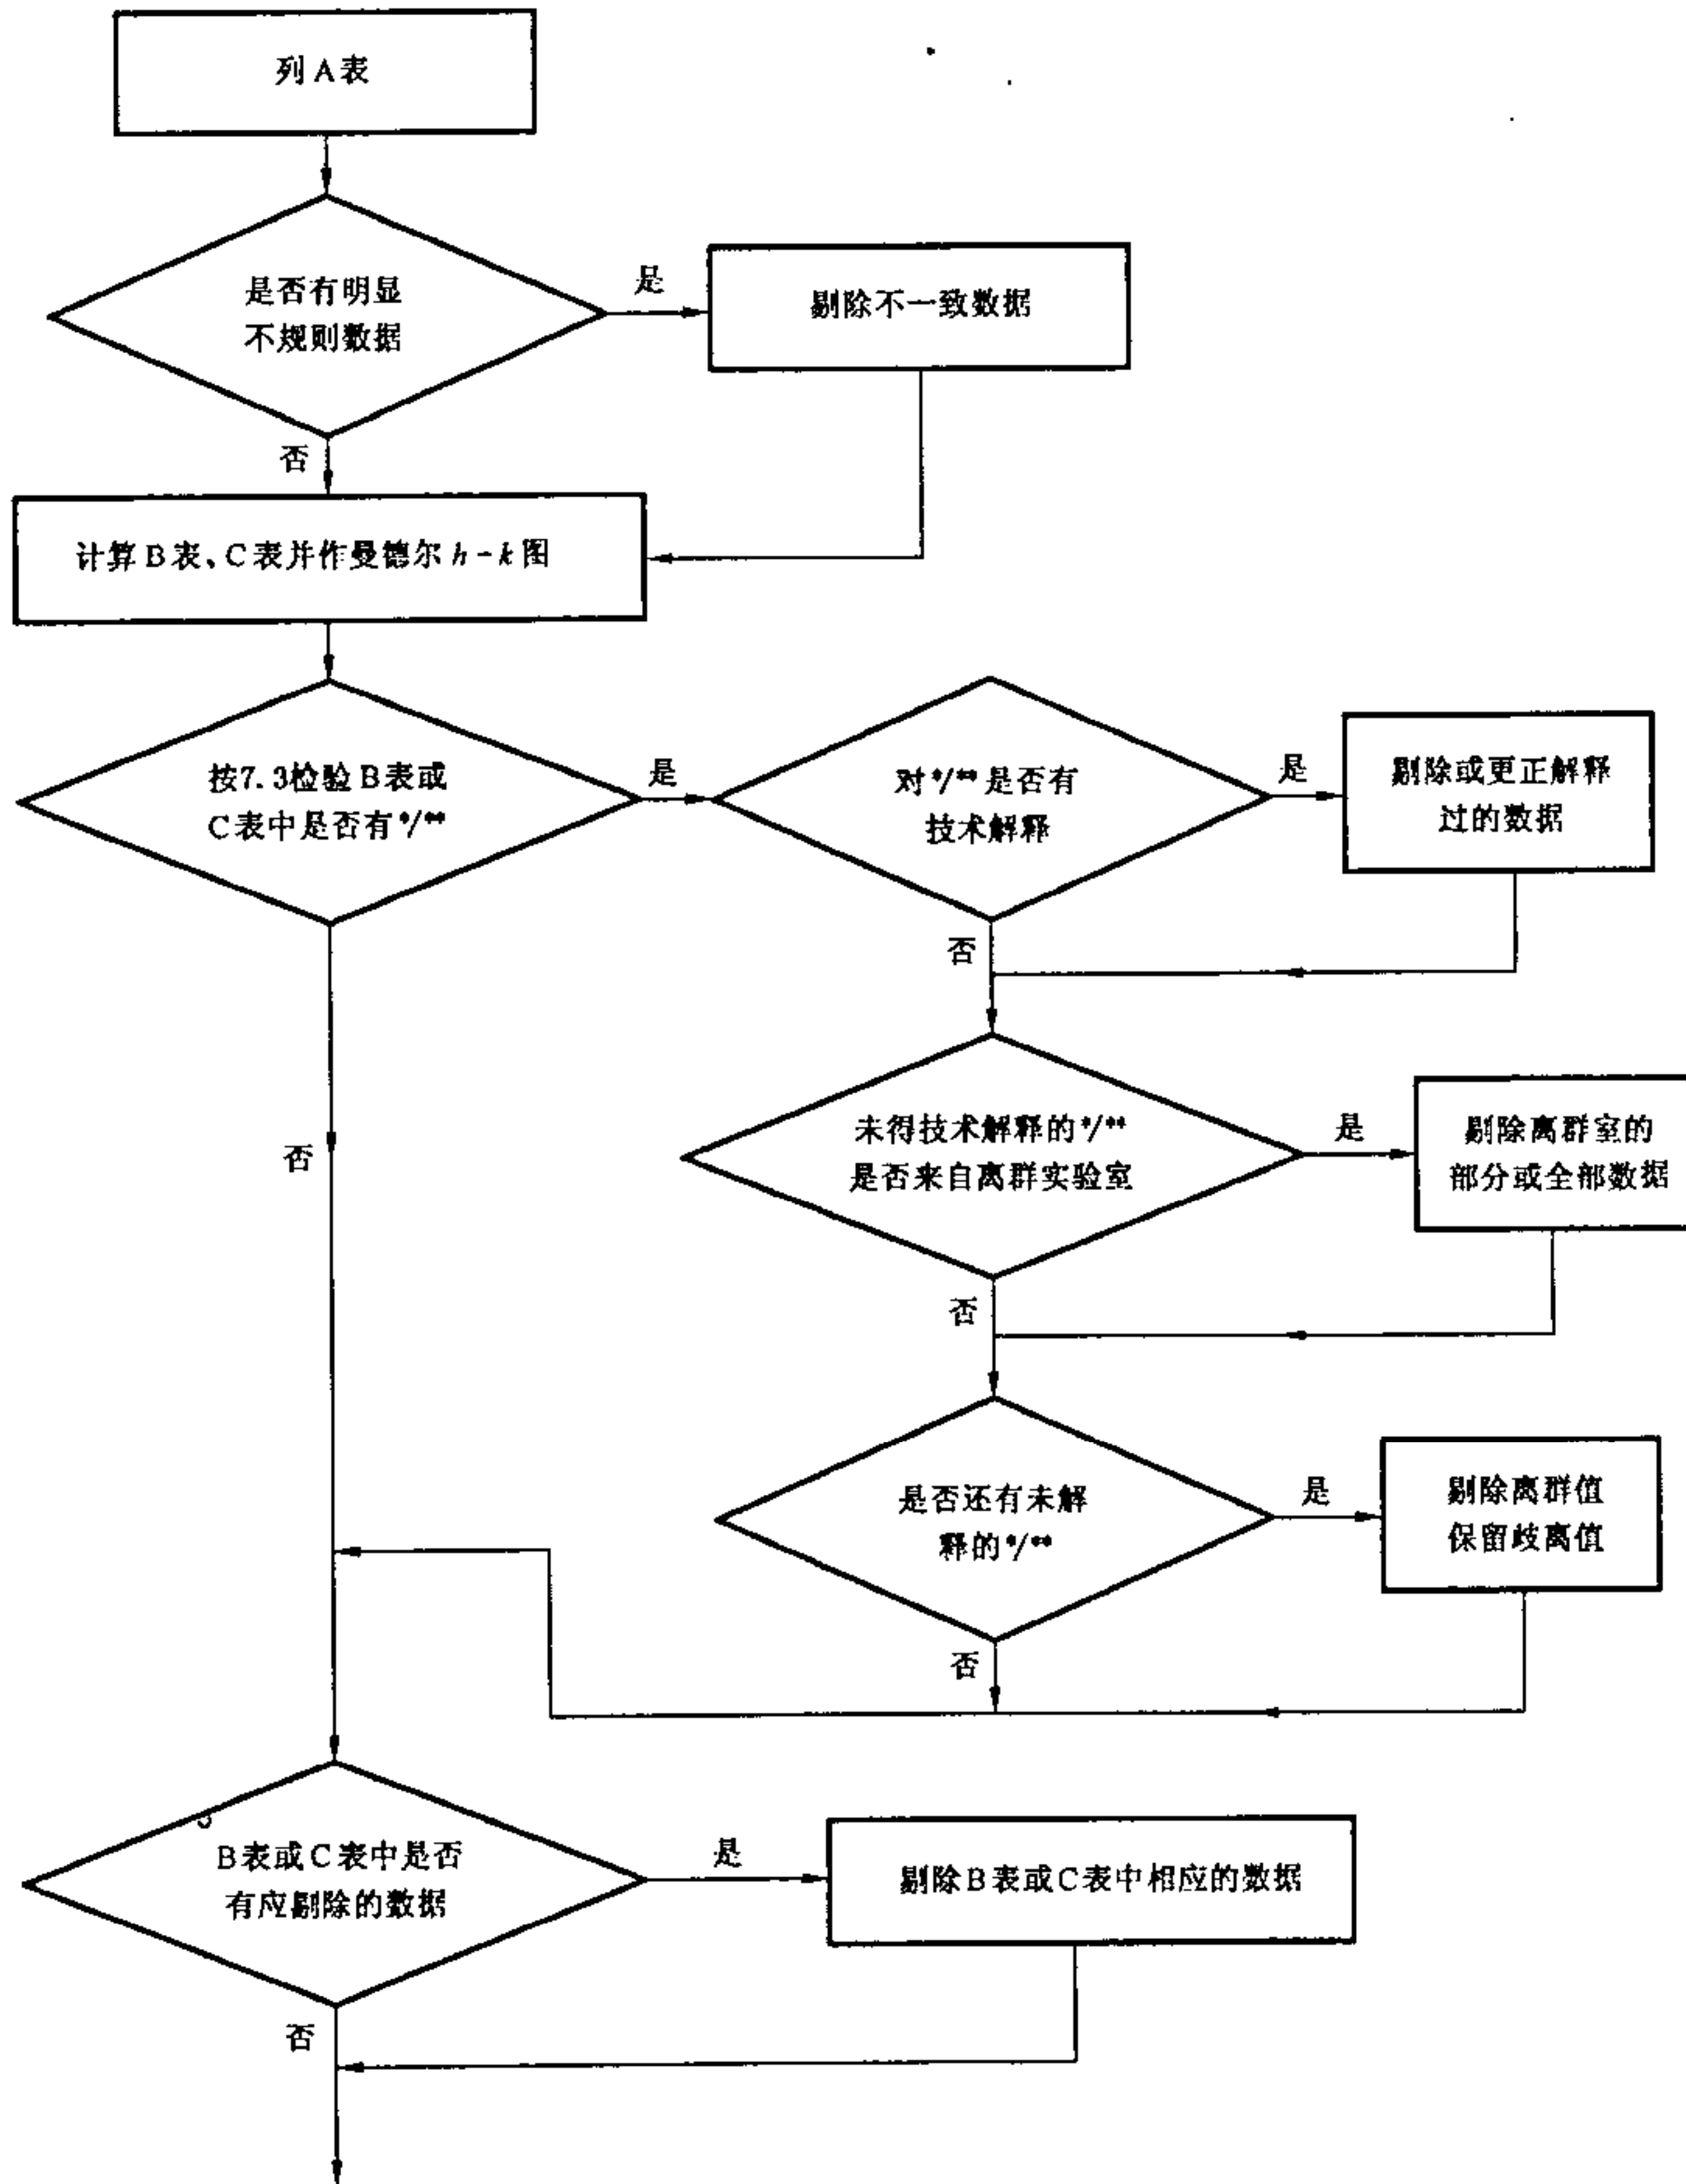 列A表
是否有明显
不规则数据
是
剔除不一致数据
否
计算B表、C表并作曼德尔h-k图
按7.3检验B表或
C表中是否有*/**
是
对*/**是否有
技术解释
是
剔除或更正解释
过的数据
否
否
未得技术解释的*/**
是否来自离群实验室
是
剔除离群室的
部分或全部数据
否
是否还有未解
释的*/**
是
剔除离群值
保留歧离值
否
B表或C表中是否
有应剔除的数据
是
剔除B表或C表中相应的数据
否